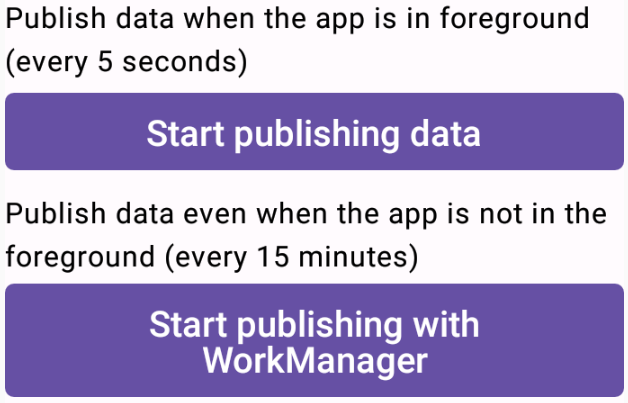 Publish data when the app is in foreground
(every 5 seconds)
Start publishing data
Publish data even when the app is not in the
foreground (every 15 minutes)
Start publishing with
WorkManager